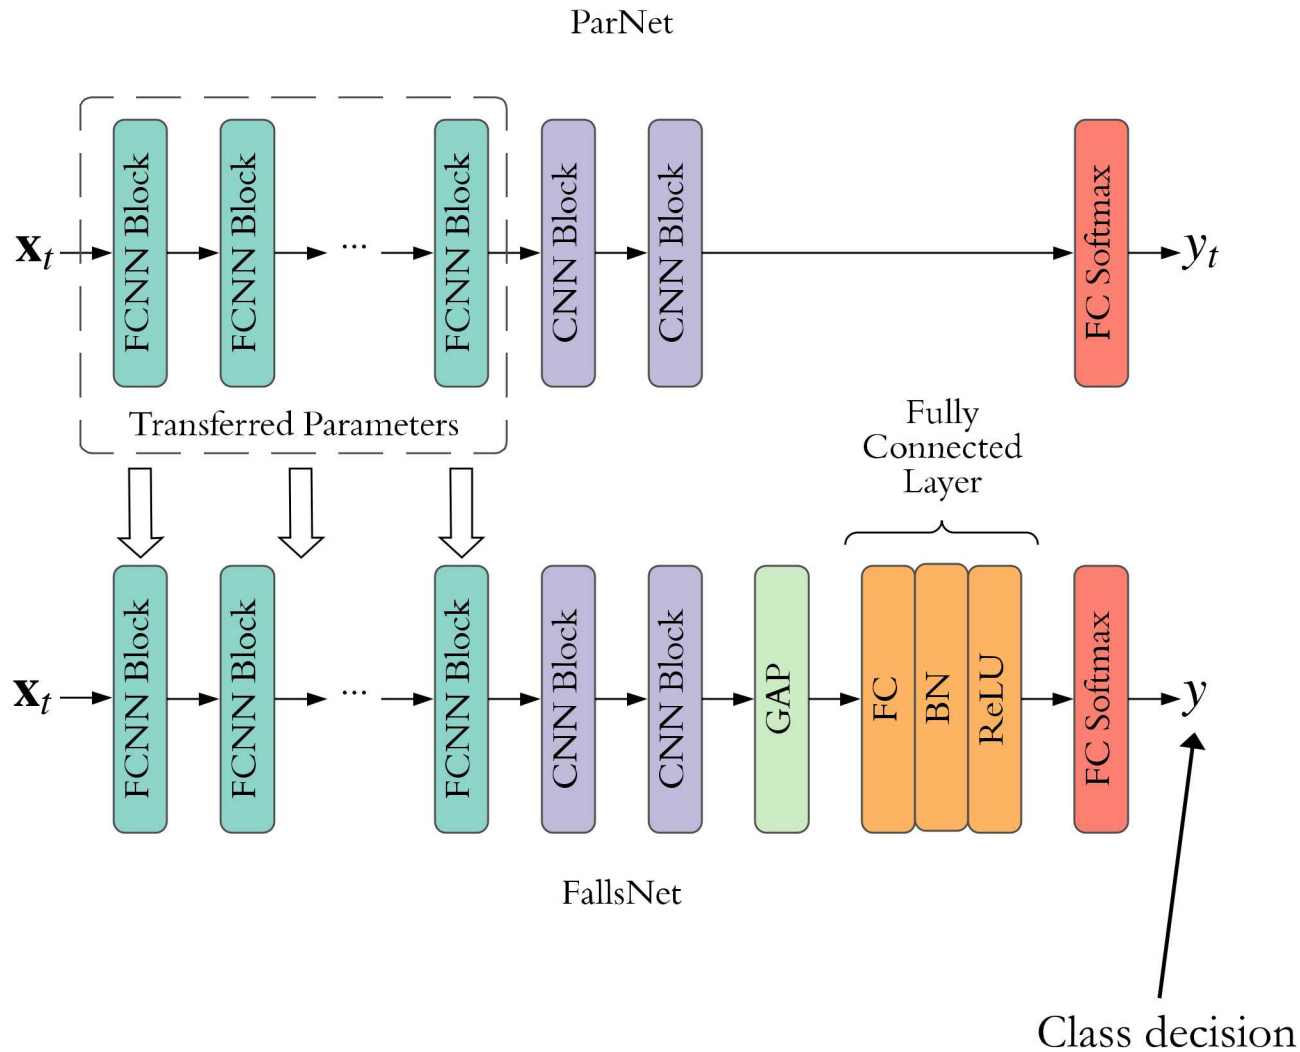 ParNet
x_t
FCNN Block
FCNN Block
...
FCNN Block
CNN Block
CNN Block
FC Softmax
y_t
Transferred Parameters
Fully
Connected
Layer
x_t
FCNN Block
FCNN Block
...
FCNN Block
CNN Block
CNN Block
GAP
FC
BN
ReLU
FC Softmax
y
FallsNet
Class decision